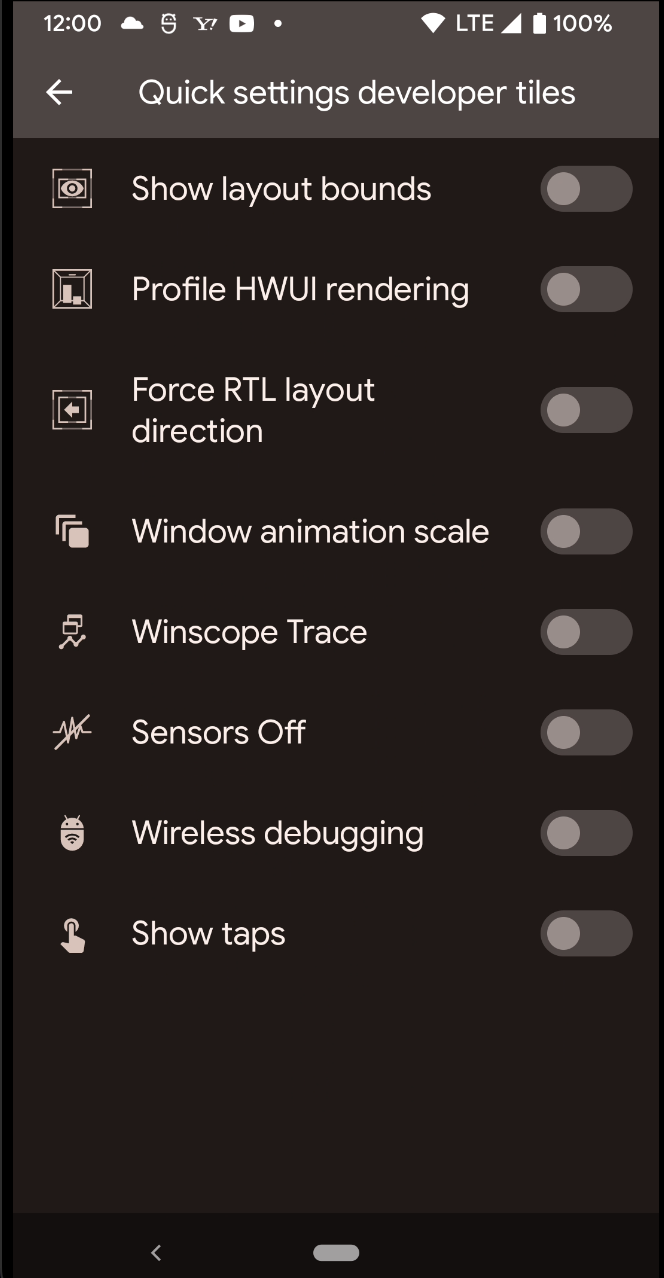 12:00 Y! LTE 100%
Quick settings developer tiles
Show layout bounds
Profile HWUI rendering
Force RTL layout
direction
Window animation scale
Winscope Trace
Sensors Off
Wireless debugging
Show taps